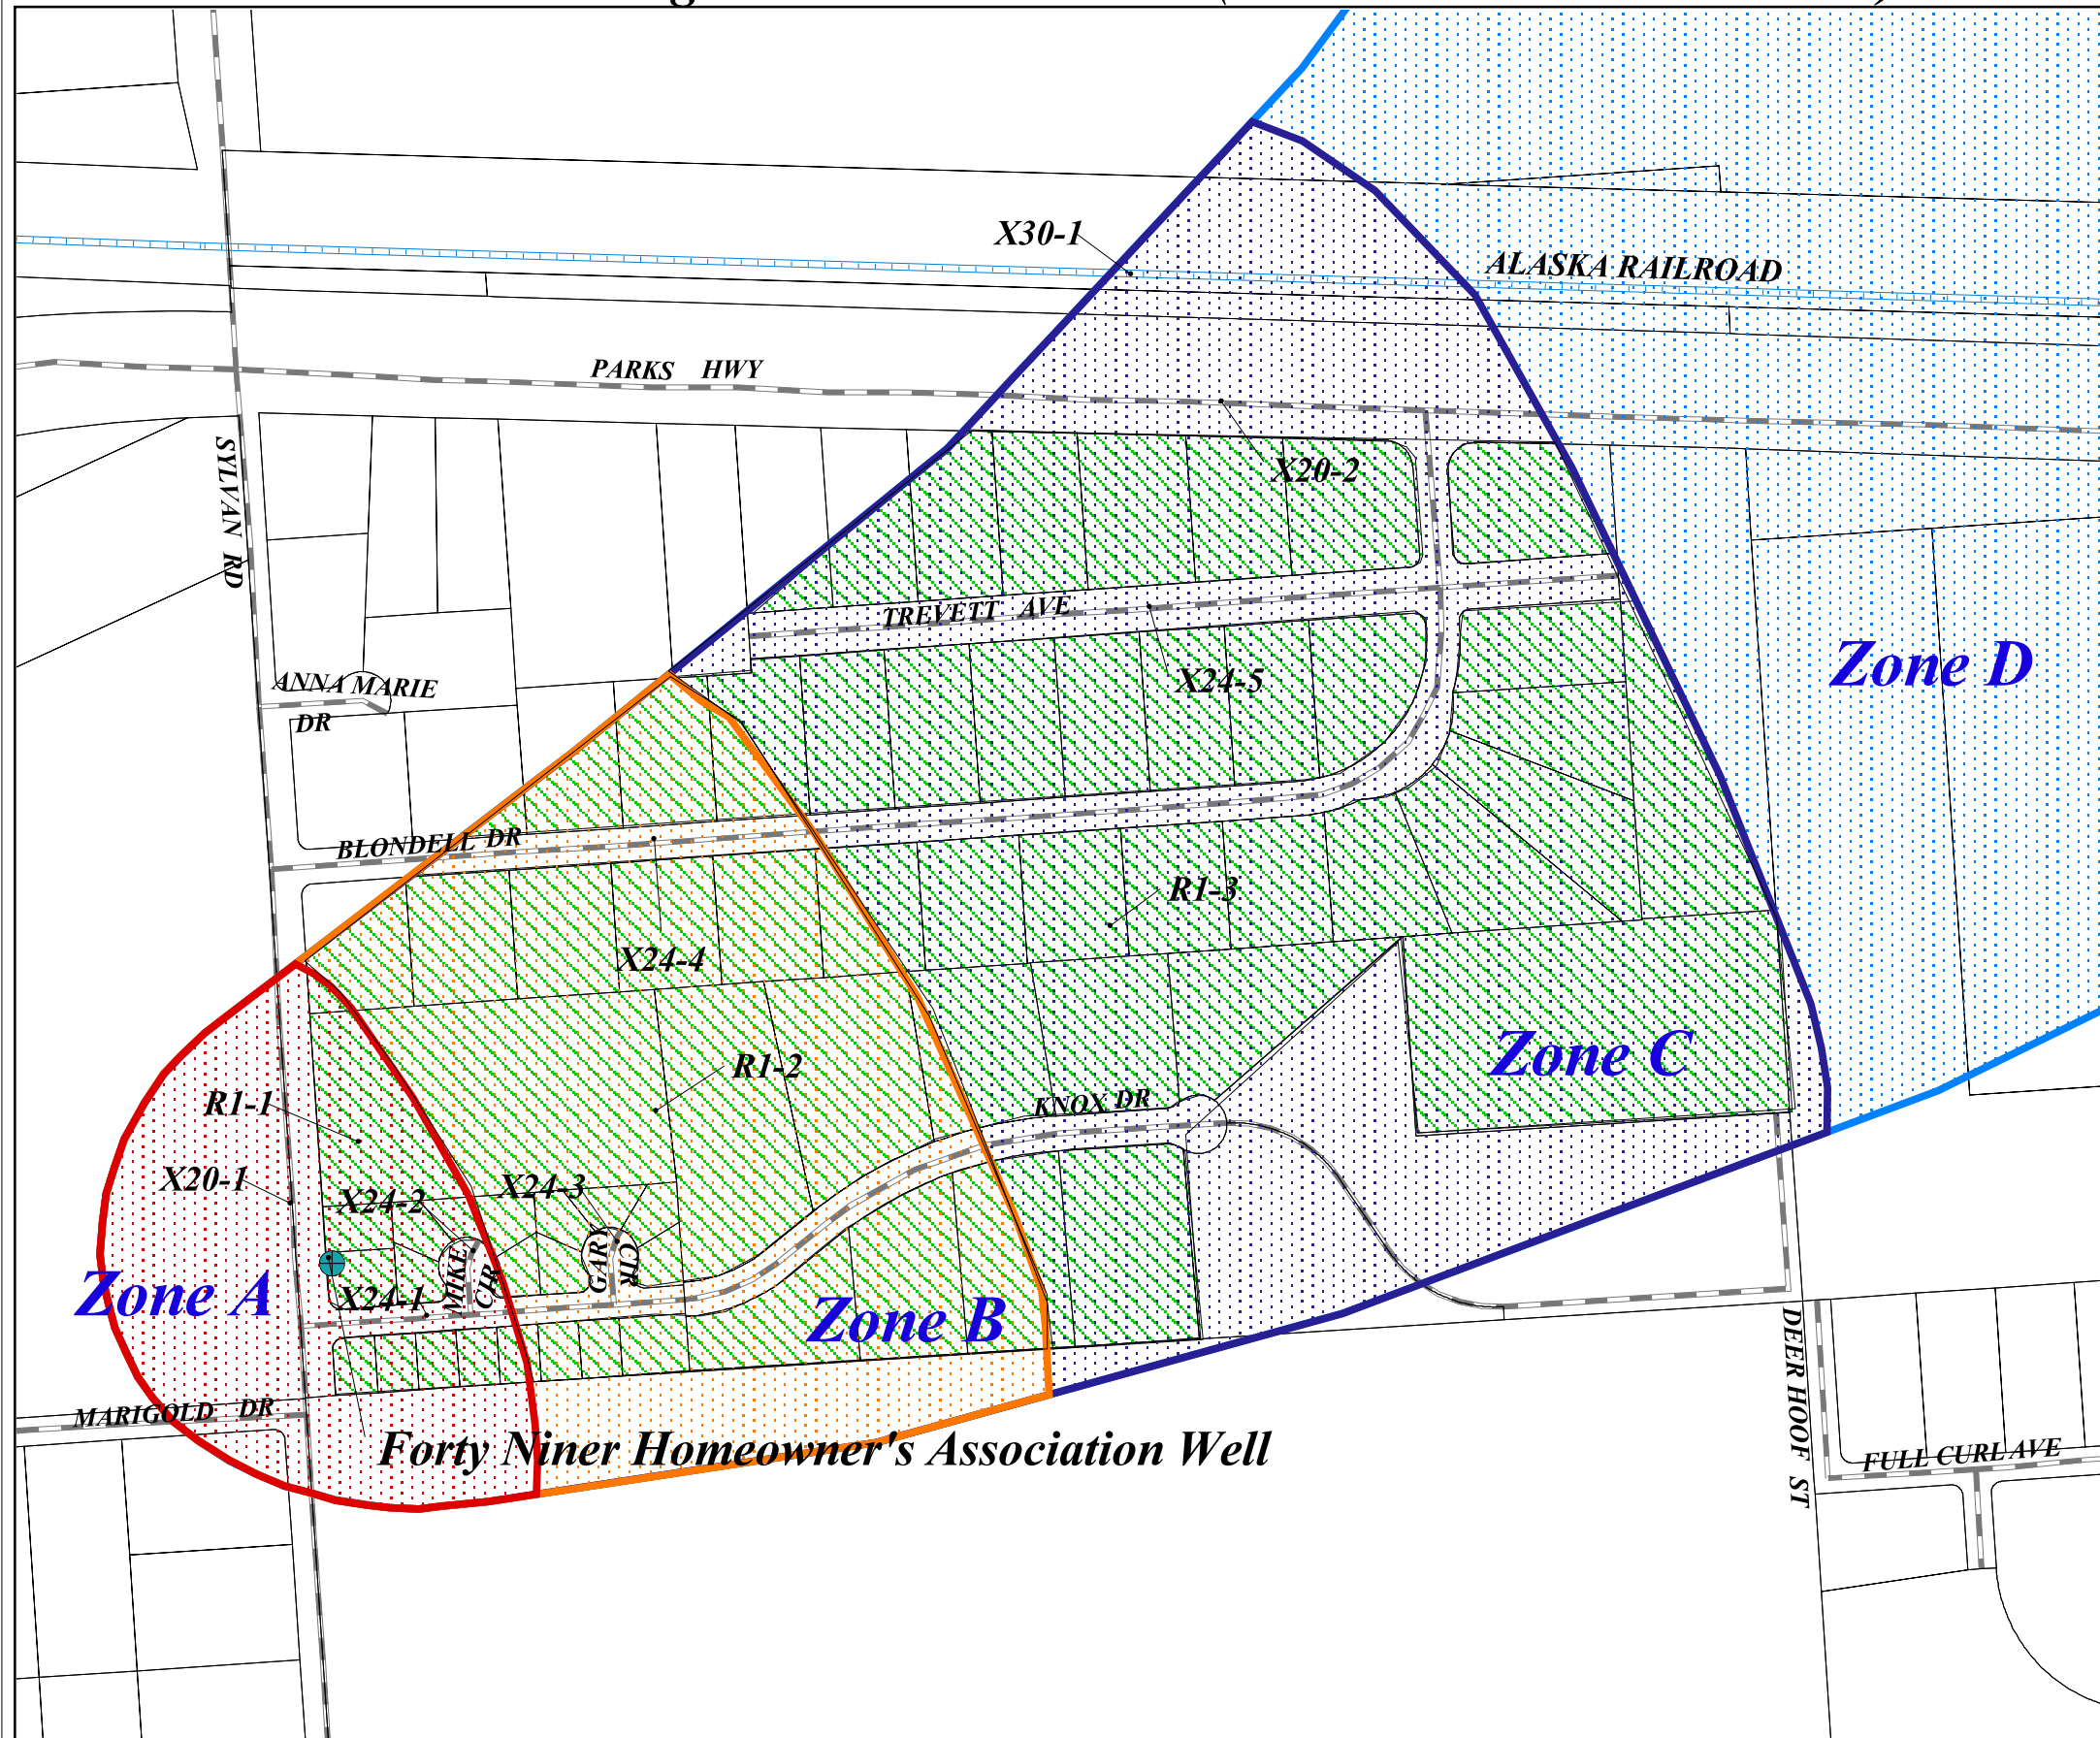 X30-1
ALASKA RAILROAD
PARKS HWY
X20-2
SYLVAN RD
TREVETT AVE
X24-5
Zone D
ANNA MARIE
DR
BLONDELL DR
R1-3
X24-4
Zone C
R1-2
KNOX DR
R1-1
X20-1
X24-2
X24-3
MIKE
CIR
GARY
CIR
Zone A
X24-1
Zone B
DEER HOOF ST
MARIGOLD DR
Forty Niner Homeowner's Association Well
FULL CURL AVE